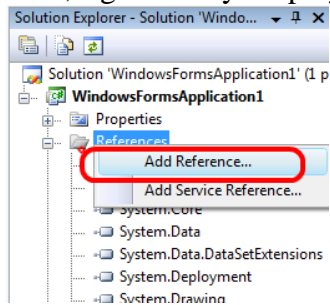 Solution Explorer - Solution 'Windo...
Solution 'WindowsFormsApplication1' (1 p
WindowsFormsApplication1
Properties
References
Add Reference...
Add Service Reference...
System.Core
System.Data
System.Data.DataSetExtensions
System.Deployment
System.Drawing